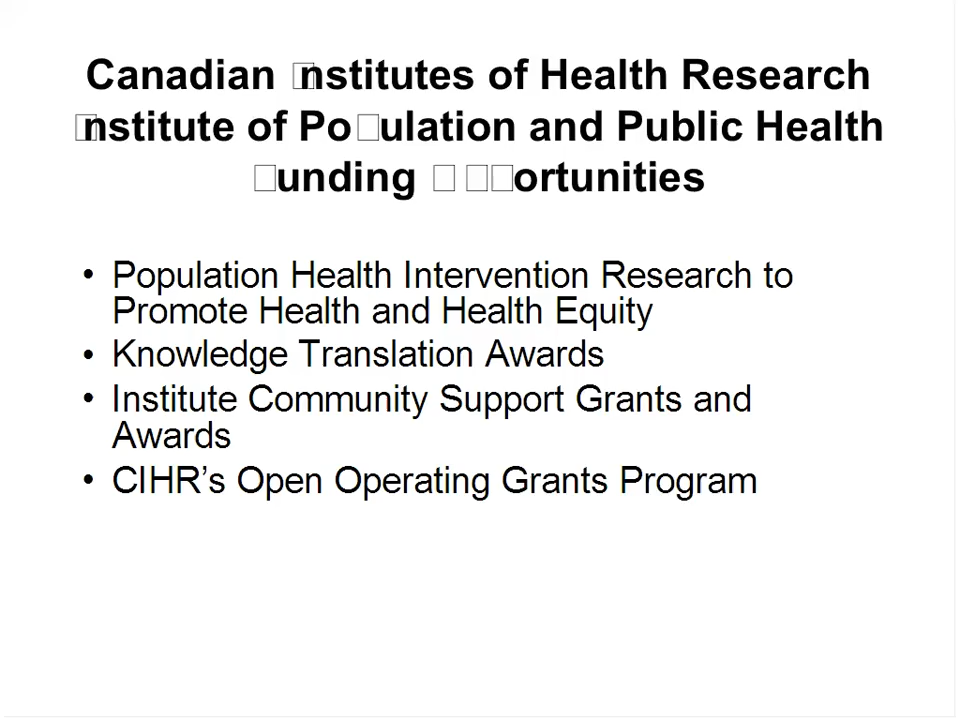 Canadian □nstitutes of Health Research
□nstitute of Po□ulation and Public Health
□unding □□□ortunities
• Population Health Intervention Research to
Promote Health and Health Equity
• Knowledge Translation Awards
• Institute Community Support Grants and
Awards
• CIHR’s Open Operating Grants Program